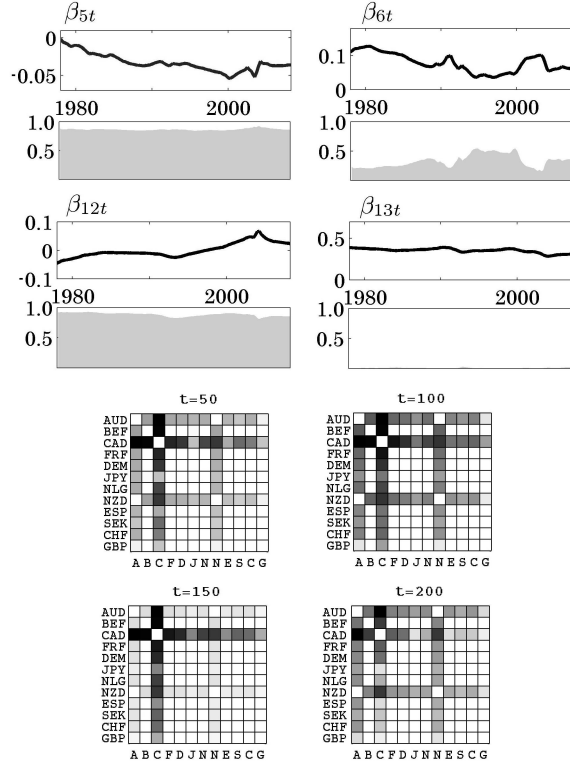 β5t β6t
0 0.1
-0.05 0
1980 2000 1980 2000
1.0 1.0
0.5 0.5
β12t β13t
0.1 0.5
0
-0.1 0
1980 2000 1980 2000
1.0 1.0
0.5 0.5
t=50 t=100
AUD AUD
BEF BEF
CAD CAD
FRF FRF
DEM DEM
JPY JPY
NLG NLG
NZD NZD
ESP ESP
SEK SEK
CHF CHF
GBP GBP
A B C F D J N N E S C G A B C F D J N N E S C G
t=150 t=200
AUD AUD
BEF BEF
CAD CAD
FRF FRF
DEM DEM
JPY JPY
NLG NLG
NZD NZD
ESP ESP
SEK SEK
CHF CHF
GBP GBP
A B C F D J N N E S C G A B C F D J N N E S C G